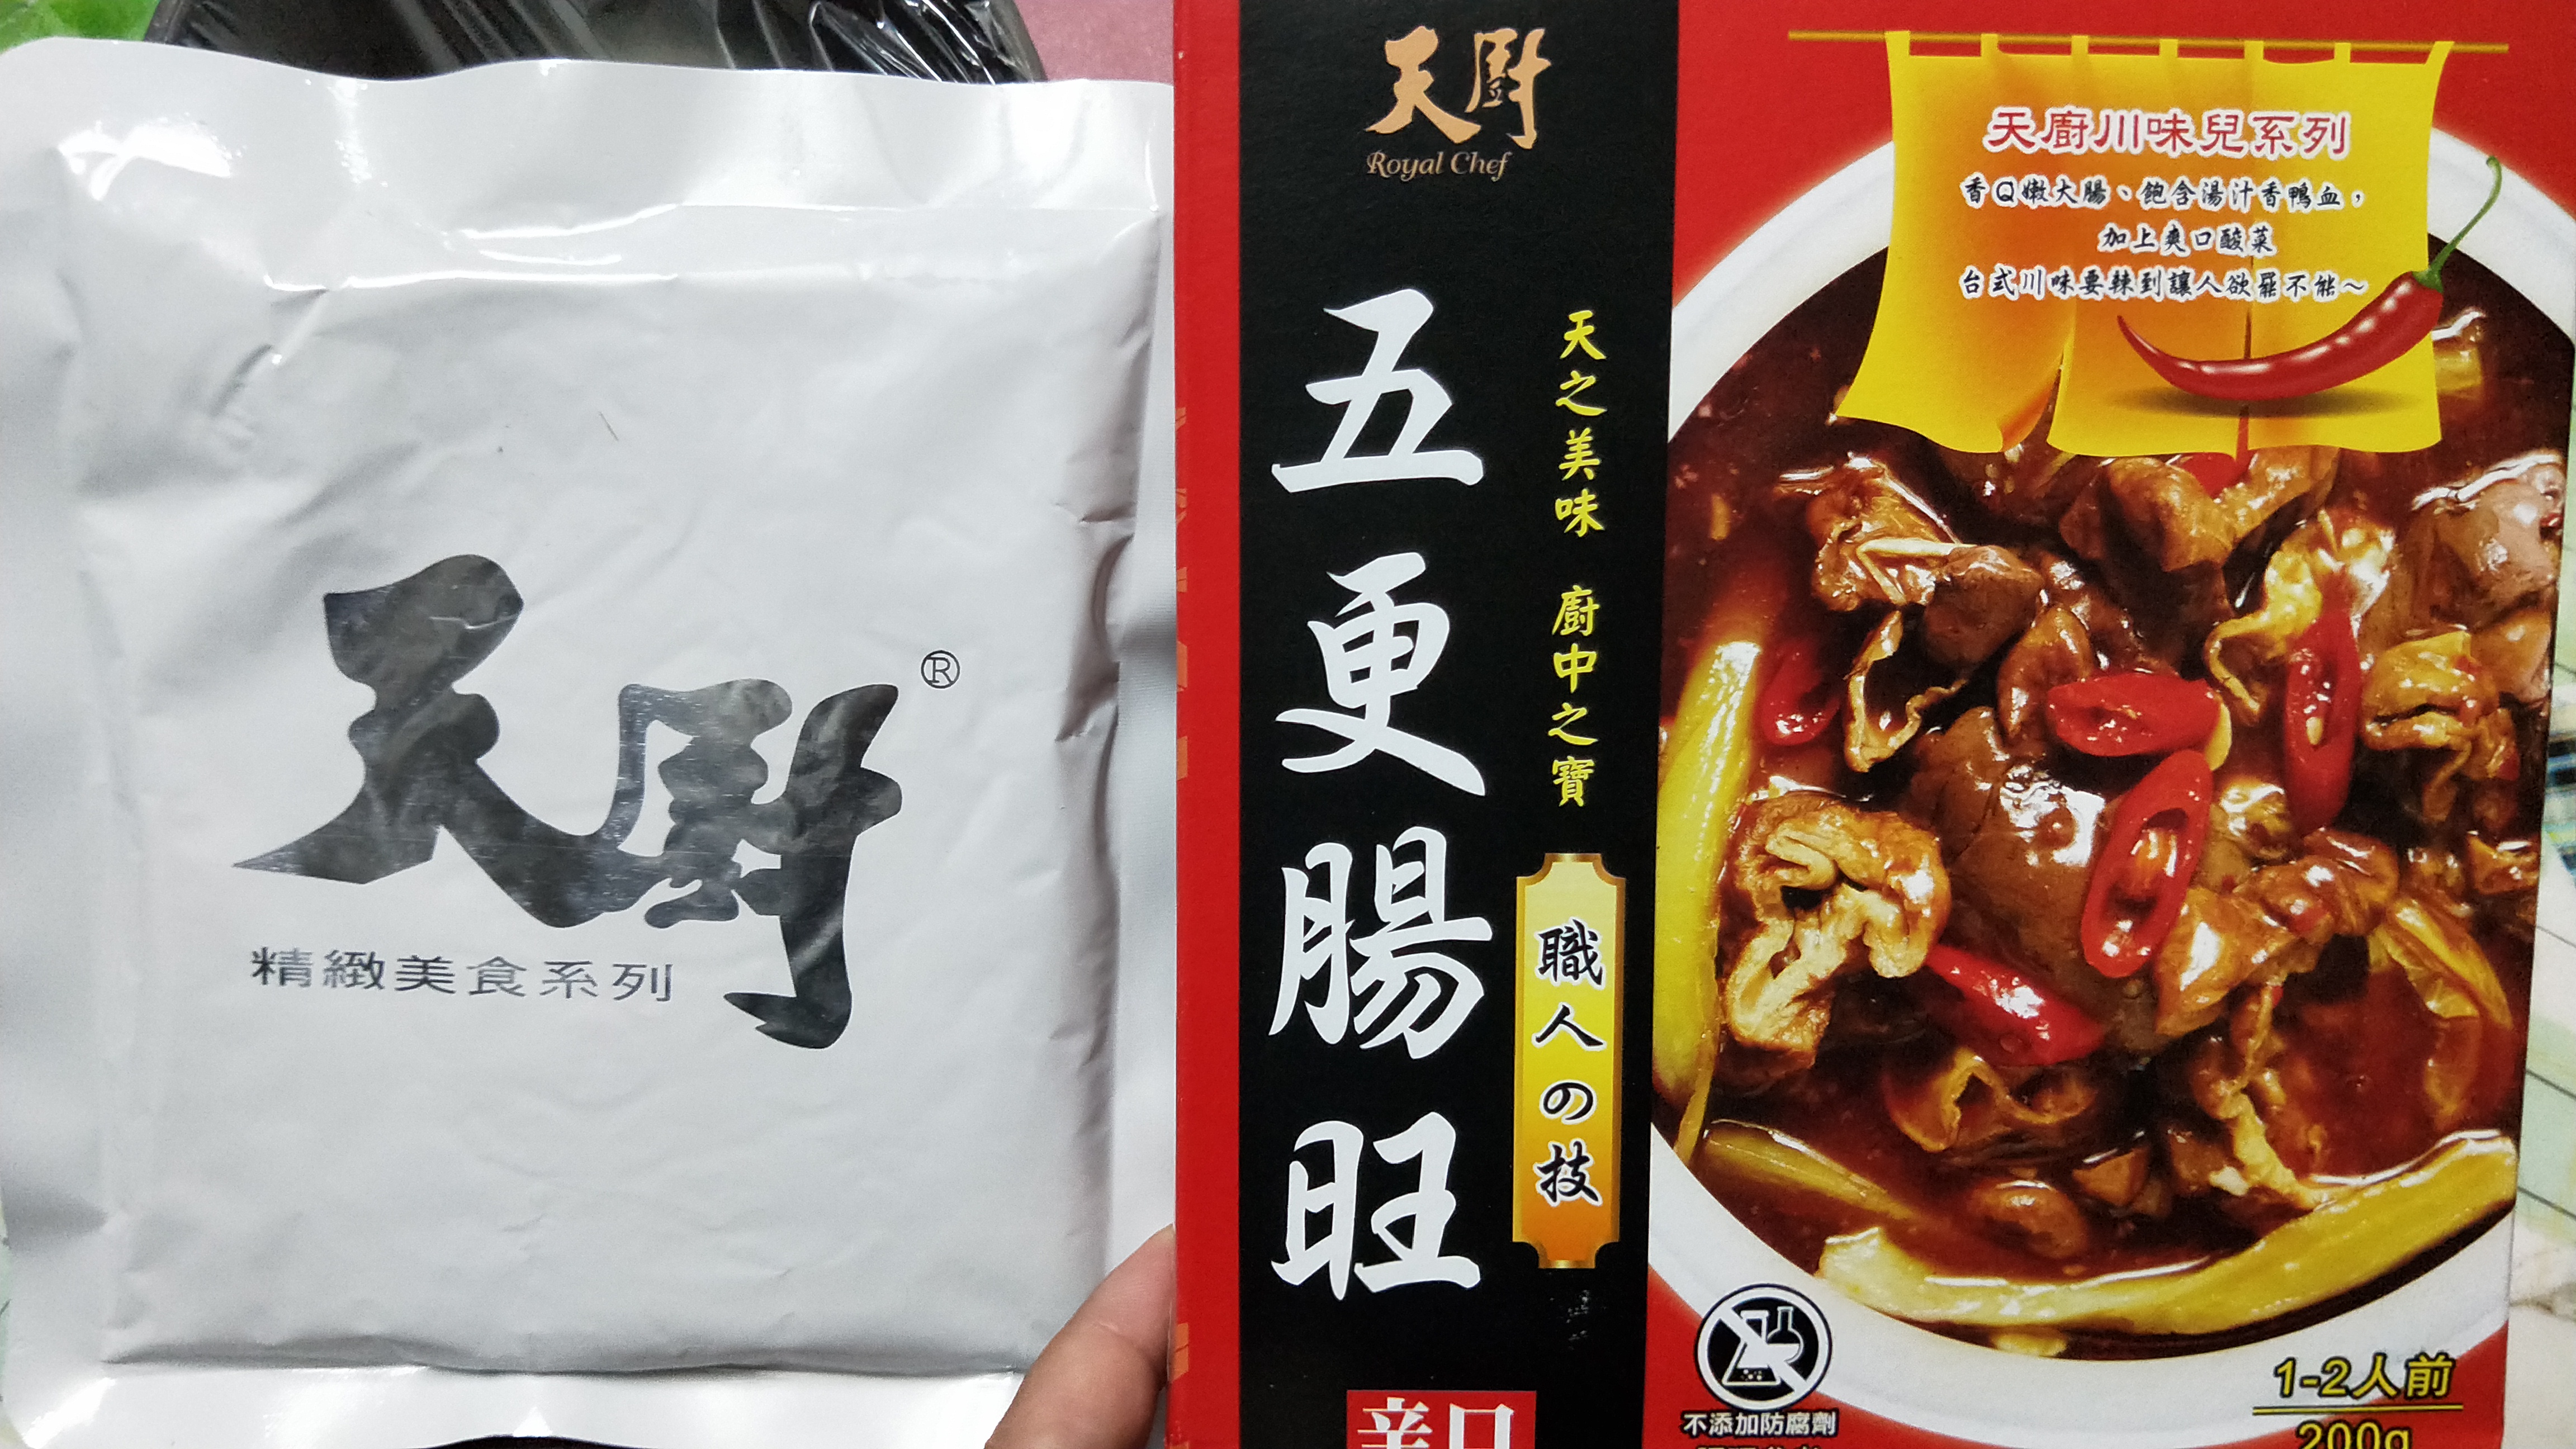 天廚®
精緻美食系列
天廚
Royal Chef
五更腸旺
天之美味 廚中之寶
職人の技
辛口
天廚川味兒系列
香Q嫩大腸、飽含湯汁香鴨血，
加上爽口酸菜
台式川味要辣到讓人欲罷不能～
不添加防腐劑
1-2人前
200g